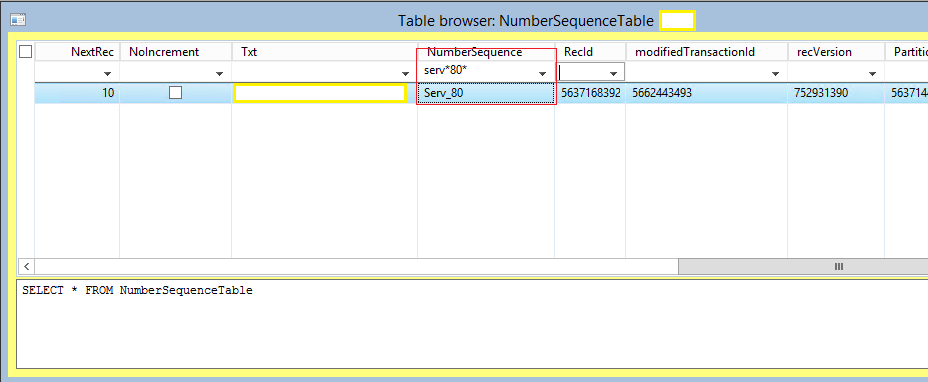 Table browser: NumberSequenceTable
NextRec NoIncrement Txt NumberSequence RecId modifiedTransactionId recVersion Partitio
serv*80*
10 Serv_80 5637168392 5662443493 752931390 563714
SELECT * FROM NumberSequenceTable